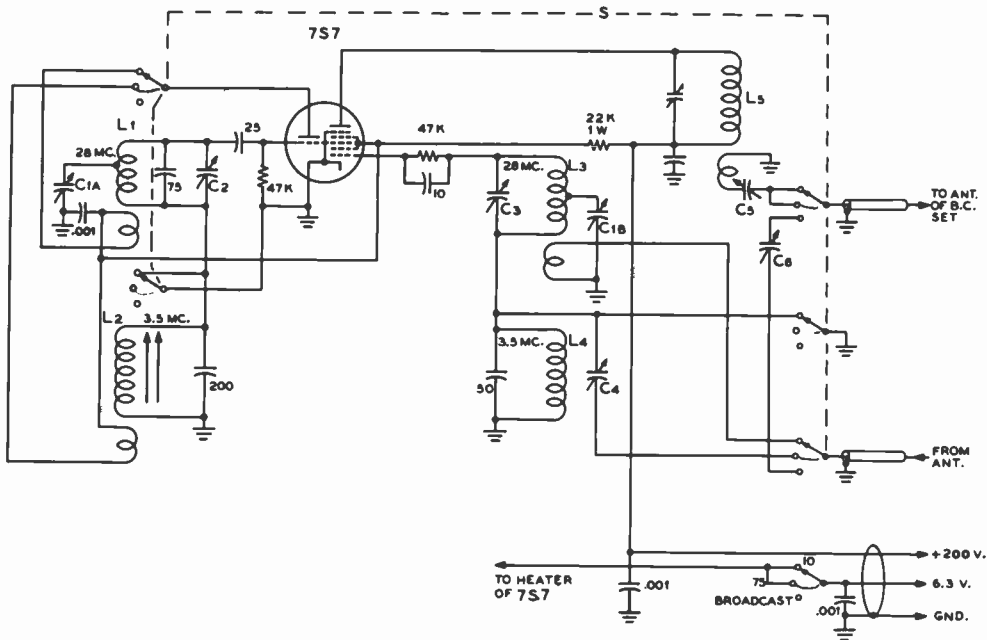 S
7S7
L1
28 MC.
C1A
.001
75
C2
25
47K
L2
3.5 MC.
200
47K
10
22K
1 W
L5
28 MC.
L3
C3
C1B
3.5 MC.
L4
50
C4
C5
C6
TO ANT.
OF B.C.
SET
FROM
ANT.
TO HEATER
OF 7S7
.001
10
75
BROADCAST
.001
+200 V.
6.3 V.
GND.